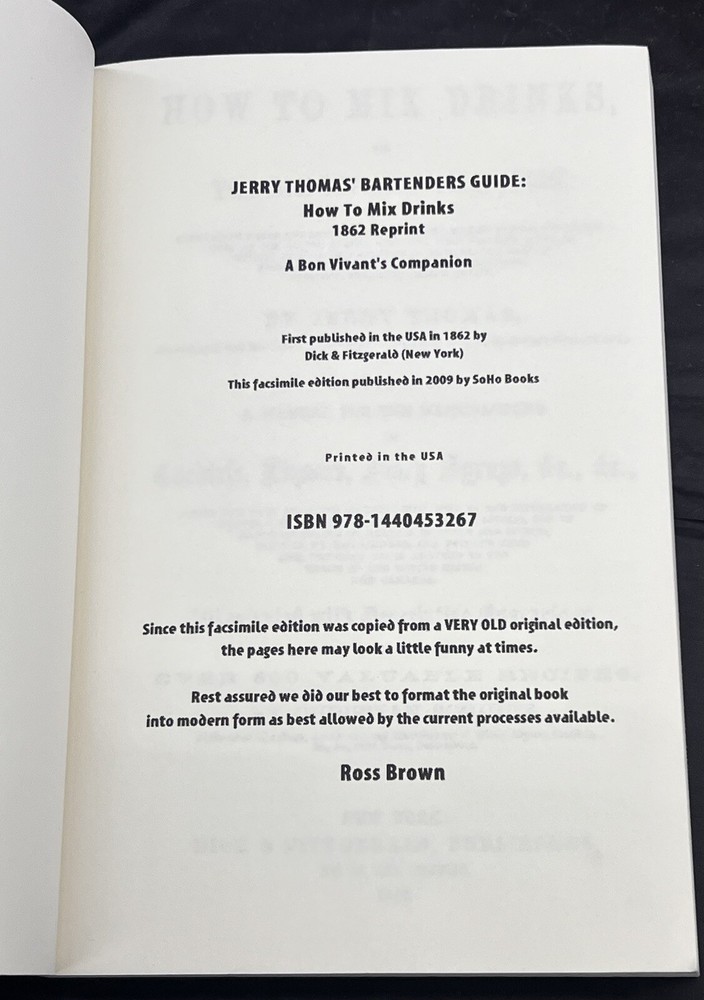 JERRY THOMAS' BARTENDERS GUIDE:
How To Mix Drinks
1862 Reprint
A Bon Vivant's Companion
First published in the USA in 1862 by
Dick & Fitzgerald (New York)
This facsimile edition published in 2009 by SoHo Books
Printed in the USA
ISBN 978-1440453267
Since this facsimile edition was copied from a VERY OLD original edition,
the pages here may look a little funny at times.
Rest assured we did our best to format the original book
into modern form as best allowed by the current processes available.
Ross Brown